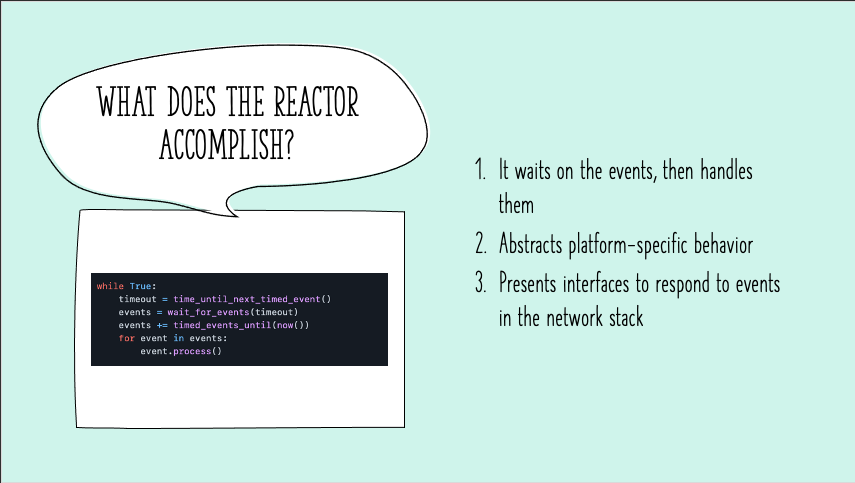 WHAT DOES THE REACTOR
ACCOMPLISH?
while True:
    timeout = time_until_next_timed_event()
    events = wait_for_events(timeout)
    events += timed_events_until(now())
    for event in events:
        event.process()
1. It waits on the events, then handles
them
2. Abstracts platform-specific behavior
3. Presents interfaces to respond to events
in the network stack